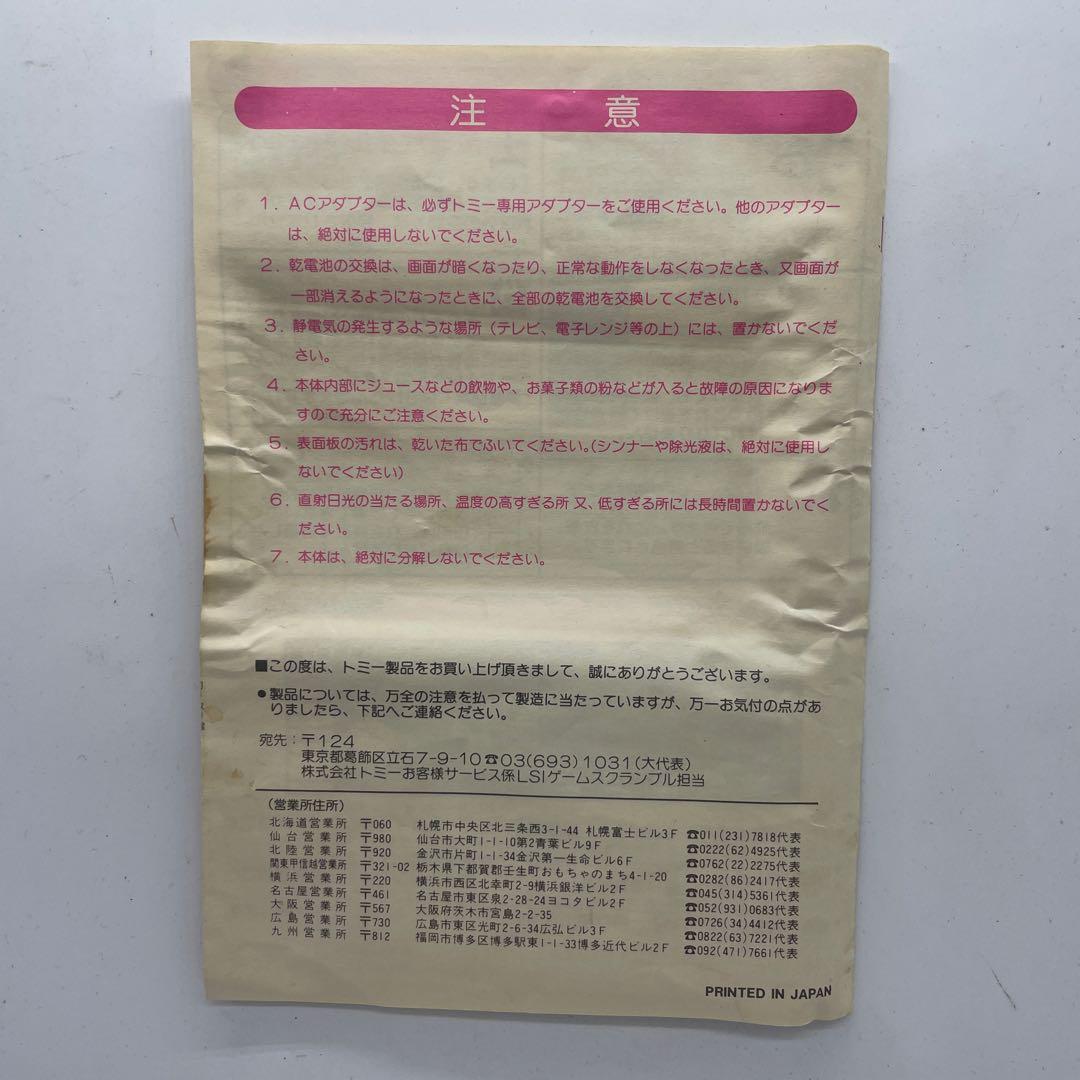 注意
1. ACアダプターは、必ずトミー専用アダプターをご使用ください。他のアダプター
は、絶対に使用しないでください。
2. 乾電池の交換は、画面が暗くなったり、正常な動作をしなくなったとき、又画面が
一部消えるようになったときに、全部の乾電池を交換してください。
3. 静電気の発生するような場所(テレビ、電子レンジ等の上)には、置かないでくだ
さい。
4. 本体内部にジュースなどの飲物や、お菓子類の粉などが入ると故障の原因になりま
すので充分にご注意ください。
5. 表面板の汚れは、乾いた布でふいてください。(シンナーや除光液は、絶対に使用し
ないでください)
6. 直射日光の当たる場所、温度の高すぎる所 又、低すぎる所には長時間置かないでく
ださい。
7. 本体は、絶対に分解しないでください。
■この度は、トミー製品をお買い上げ頂きまして、誠にありがとうございます。
●製品については、万全の注意を払って製造に当たっていますが、万一お気付の点があ
りましたら、下記へご連絡ください。
宛先:〒124
東京都葛飾区立石7-9-10☎03(693)1031(大代表)
株式会社トミーお客様サービス係LSIゲームスクランブル担当
(営業所住所)
北海道営業所 〒060 札幌市中央区北三条西3-1-44 札幌富士ビル3F ☎011(231)7818代表
仙台営業所 〒980 仙台市大町1-1-10第2青葉ビル9F ☎0222(62)4925代表
北陸営業所 〒920 金沢市片町1-1-34金沢第一生命ビル6F ☎0762(22)2275代表
関東甲信越営業所 〒321-02 栃木県下都賀郡壬生町おもちゃのまち4-1-20 ☎0282(86)2417代表
横浜営業所 〒220 横浜市西区北幸町2-9横浜銀洋ビル2F ☎045(314)5361代表
名古屋営業所 〒461 名古屋市東区泉2-28-24ヨコタビル2F ☎052(931)0683代表
大阪営業所 〒567 大阪府茨木市宮島2-2-35 ☎0726(34)4412代表
広島営業所 〒730 広島市東区光町2-6-34広弘ビル3F ☎0822(63)7221代表
九州営業所 〒812 福岡市博多区博多駅東1-1-33博多近代ビル2F ☎092(471)7661代表
PRINTED IN JAPAN